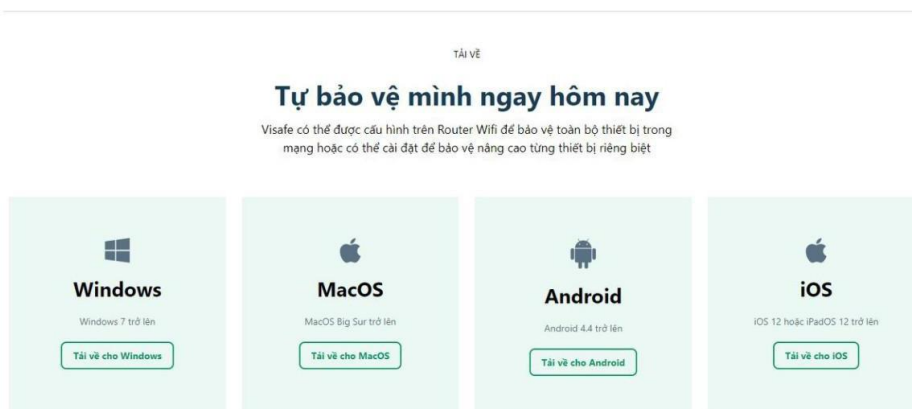 TẢI VỀ
Tự bảo vệ mình ngay hôm nay
Visafe có thể được cấu hình trên Router Wifi để bảo vệ toàn bộ thiết bị trong
mạng hoặc có thể cài đặt để bảo vệ nâng cao từng thiết bị riêng biệt
Windows
Windows 7 trở lên
Tải về cho Windows
MacOS
MacOS Big Sur trở lên
Tải về cho MacOS
Android
Android 4.4 trở lên
Tải về cho Android
iOS
iOS 12 hoặc iPadOS 12 trở lên
Tải về cho iOS